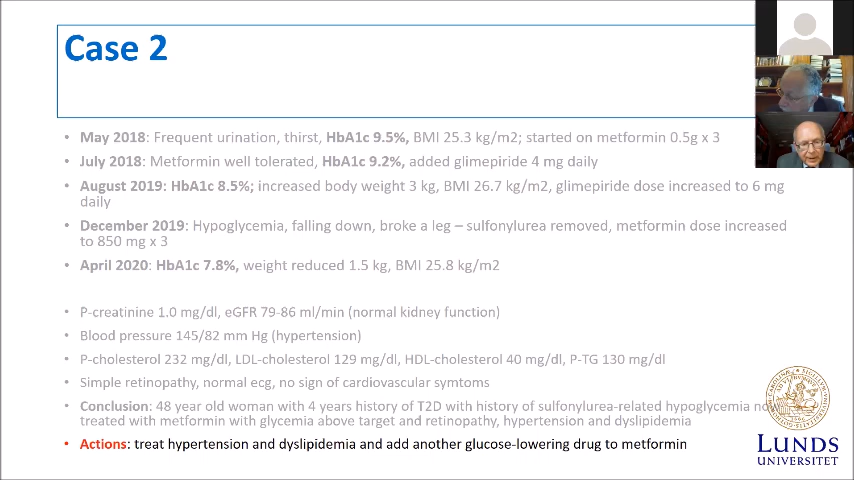 Case 2
• May 2018: Frequent urination, thirst, HbA1c 9.5%, BMI 25.3 kg/m2; started on metformin 0.5g x 3
• July 2018: Metformin well tolerated, HbA1c 9.2%, added glimepiride 4 mg daily
• August 2019: HbA1c 8.5%; increased body weight 3 kg, BMI 26.7 kg/m2, glimepiride dose increased to 6 mg
daily
• December 2019: Hypoglycemia, falling down, broke a leg – sulfonylurea removed, metformin dose increased
to 850 mg x 3
• April 2020: HbA1c 7.8%, weight reduced 1.5 kg, BMI 25.8 kg/m2
• P-creatinine 1.0 mg/dl, eGFR 79-86 ml/min (normal kidney function)
• Blood pressure 145/82 mm Hg (hypertension)
• P-cholesterol 232 mg/dl, LDL-cholesterol 129 mg/dl, HDL-cholesterol 40 mg/dl, P-TG 130 mg/dl
• Simple retinopathy, normal ecg, no sign of cardiovascular symtoms
• Conclusion: 48 year old woman with 4 years history of T2D with history of sulfonylurea-related hypoglycemia
treated with metformin with glycemia above target and retinopathy, hypertension and dyslipidemia
• Actions: treat hypertension and dyslipidemia and add another glucose-lowering drug to metformin
LUNDS
UNIVERSITET